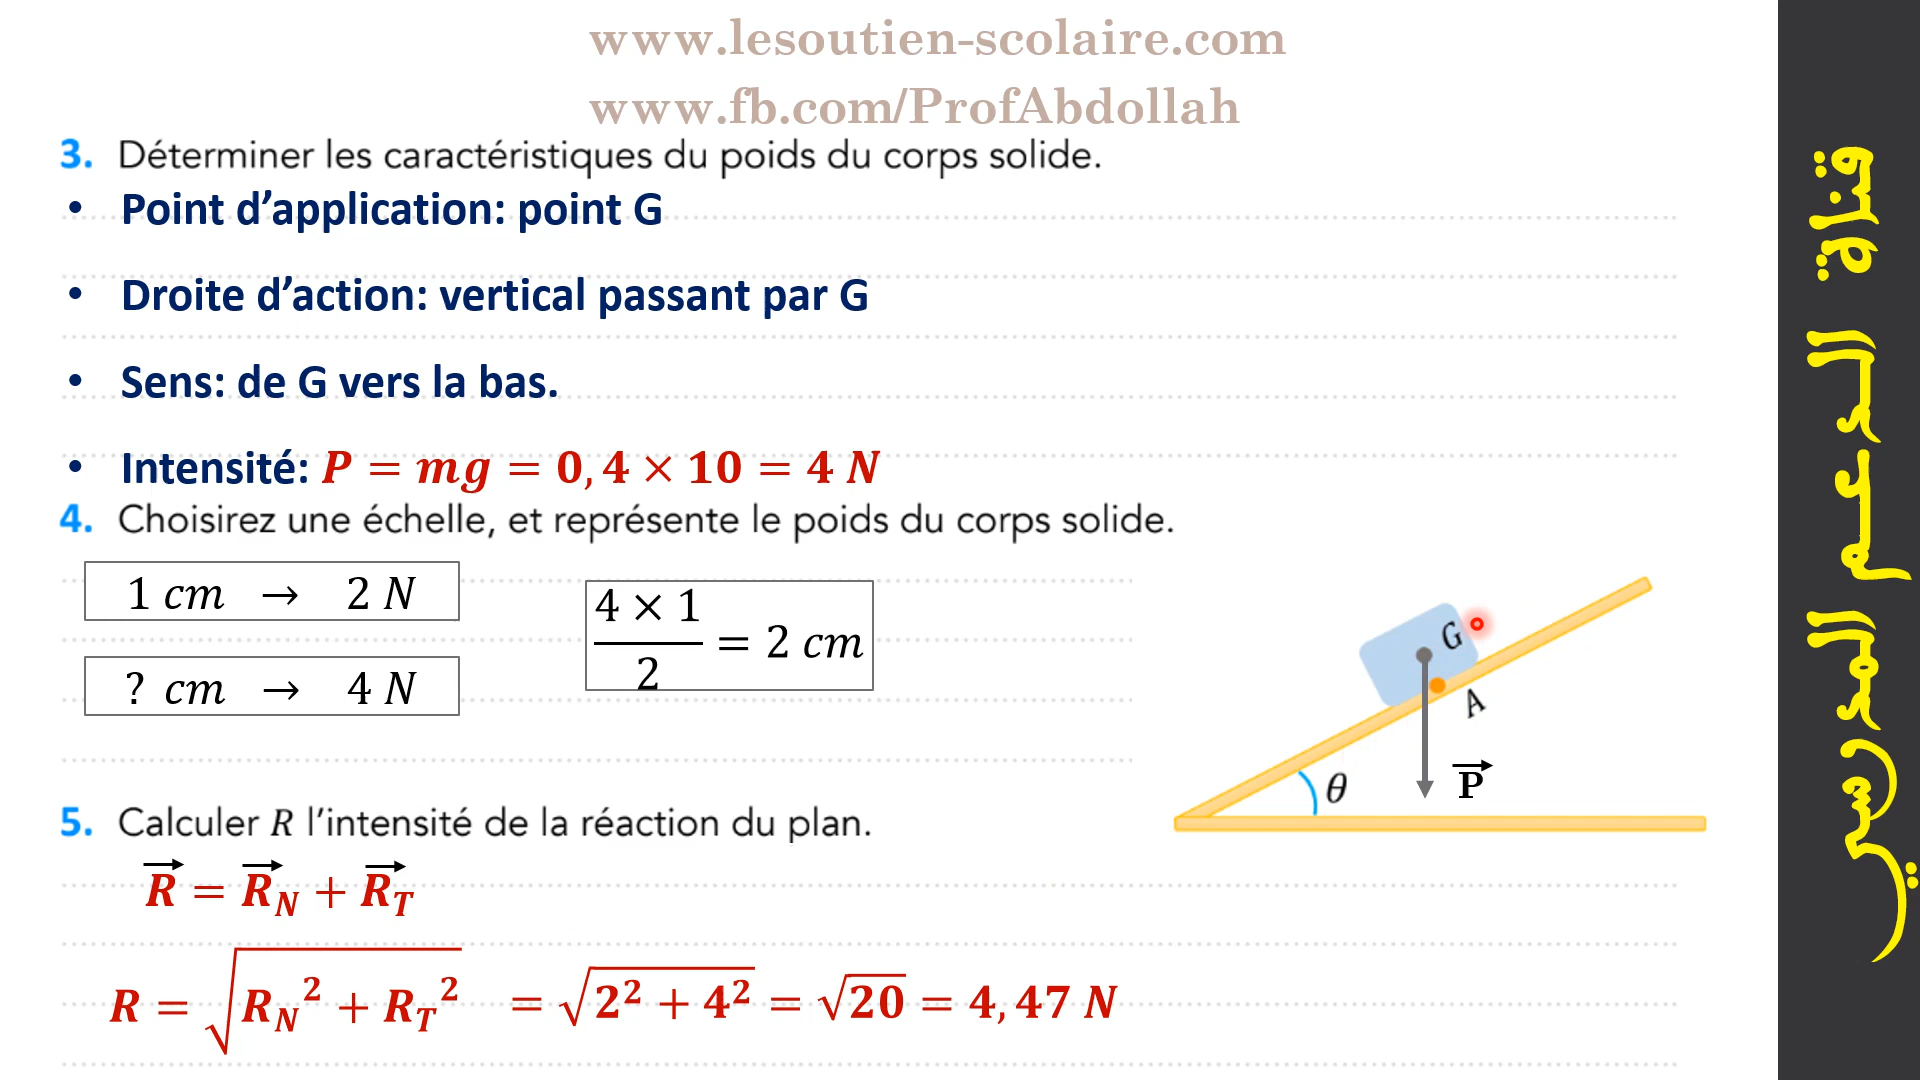 www.lesoutien-scolaire.com
www.fb.com/ProfAbdollah
3. Déterminer les caractéristiques du poids du corps solide.
• Point d’application: point G
• Droite d’action: vertical passant par G
• Sens: de G vers la bas.
• Intensité: P = mg = 0,4 × 10 = 4 N
4. Choisirez une échelle, et représente le poids du corps solide.
1 cm → 2 N
? cm → 4 N
4 × 1 / 2 = 2 cm
G
A
θ
P⃗
5. Calculer R l’intensité de la réaction du plan.
R⃗ = R⃗_N + R⃗_T
R = √(R_N² + R_T²) = √(2² + 4²) = √20 = 4,47 N
قناة الدعم المدرسي